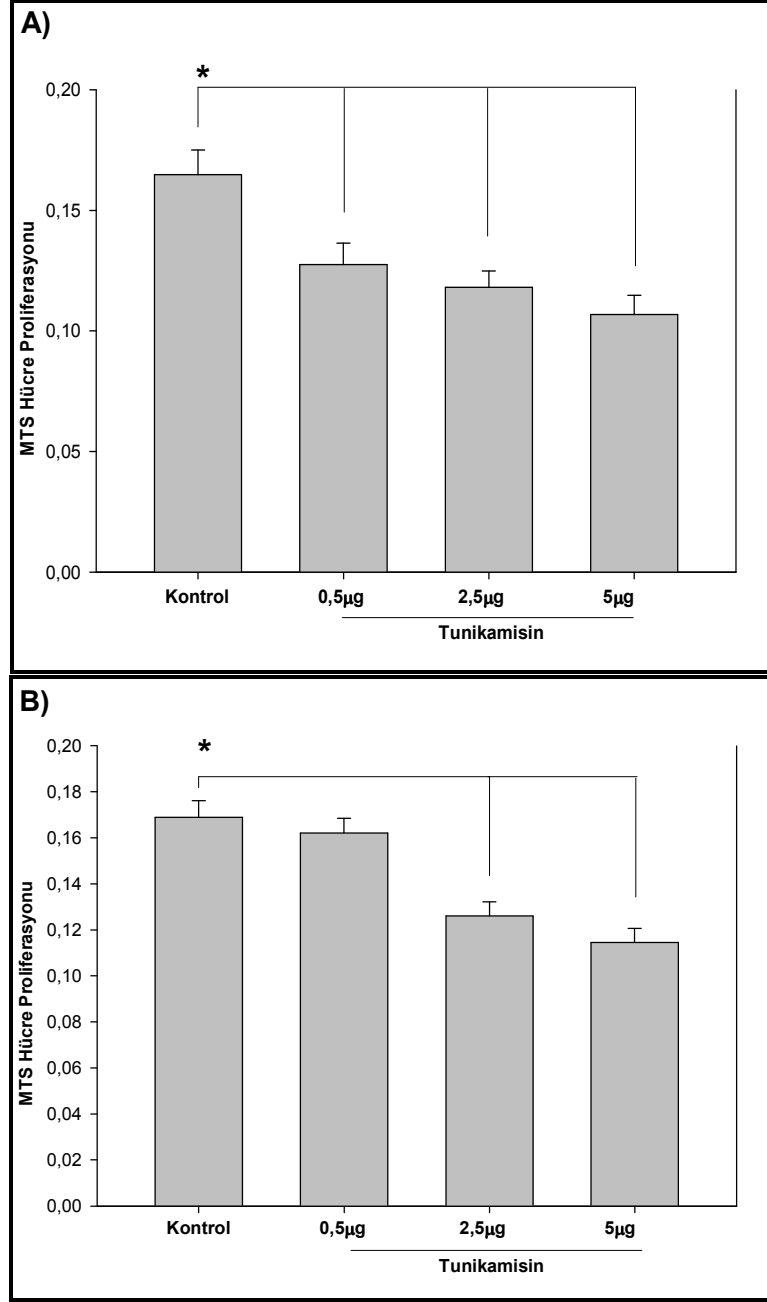 A)
*
0,20
0,15
0,10
0,05
0,00
MTS Hücre Proliferasyonu
Kontrol 0,5µg 2,5µg 5µg
Tunikamisin
B)
*
0,20
0,18
0,16
0,14
0,12
0,10
0,08
0,06
0,04
0,02
0,00
MTS Hücre Proliferasyonu
Kontrol 0,5µg 2,5µg 5µg
Tunikamisin